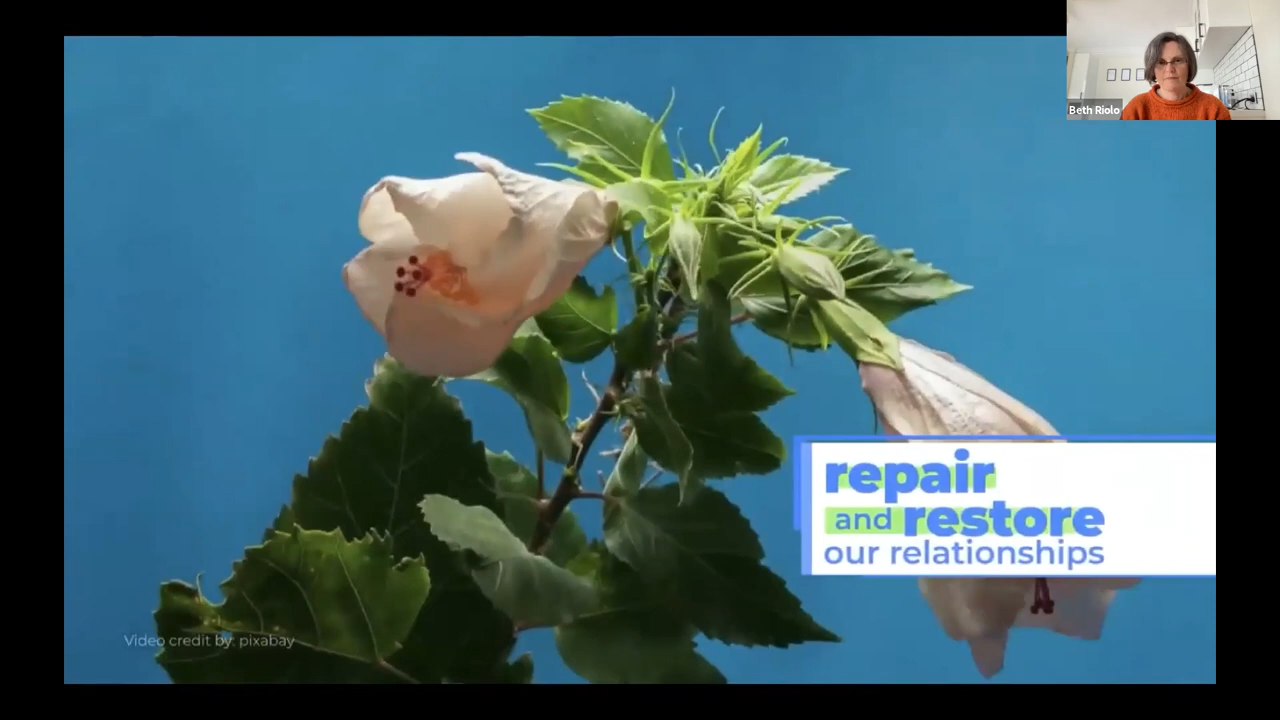 Beth Riolo
repair
and restore
our relationships
Video credit by: pixabay